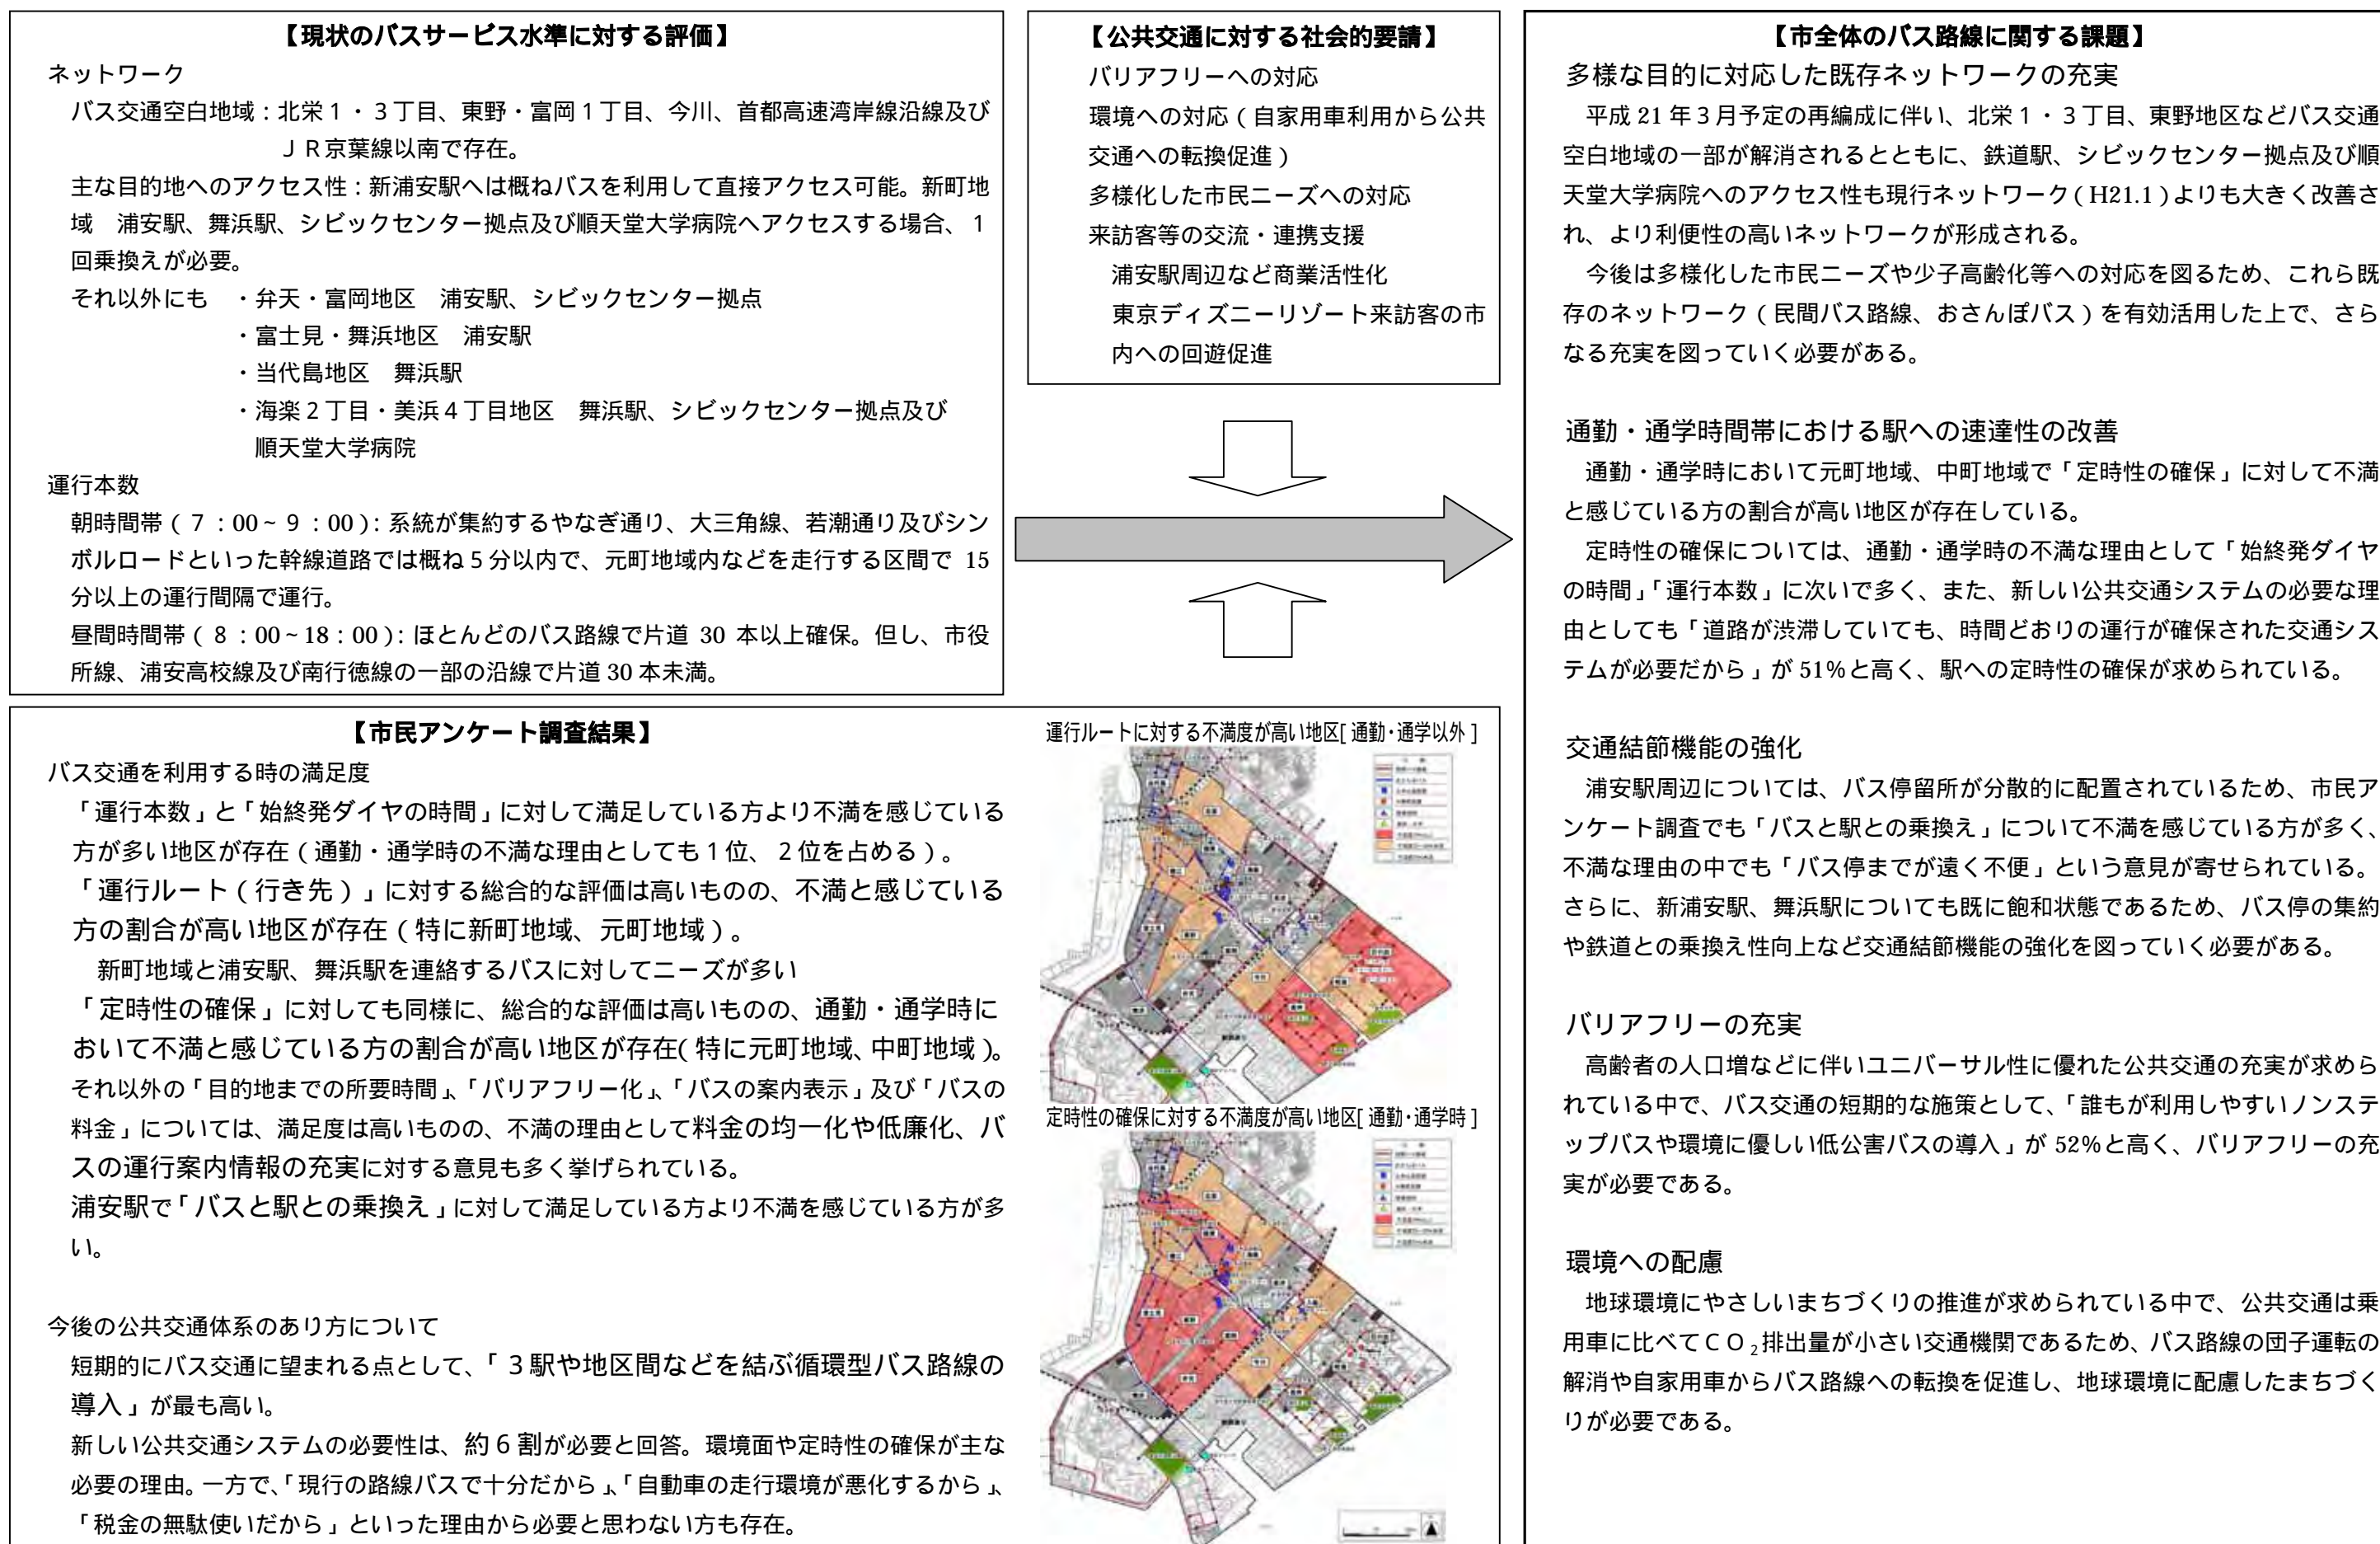 【現状のバスサービス水準に対する評価】
ネットワーク
バス交通空白地域：北栄１・３丁目、東野・富岡１丁目、今川、首都高速湾岸線沿線及び
ＪＲ京葉線以南で存在。
主な目的地へのアクセス性：新浦安駅へは概ねバスを利用して直接アクセス可能。新町地
域　浦安駅、舞浜駅、シビックセンター拠点及び順天堂大学病院へアクセスする場合、１
回乗換えが必要。
それ以外にも　・弁天・富岡地区　浦安駅、シビックセンター拠点
・富士見・舞浜地区　浦安駅
・当代島地区　舞浜駅
・海楽２丁目・美浜４丁目地区　舞浜駅、シビックセンター拠点及び
順天堂大学病院
運行本数
朝時間帯（７：00～９：00）：系統が集約するやなぎ通り、大三角線、若潮通り及びシン
ボルロードといった幹線道路では概ね５分以内で、元町地域内などを走行する区間で 15
分以上の運行間隔で運行。
昼間時間帯（８：00～18：00）：ほとんどのバス路線で片道 30 本以上確保。但し、市役
所線、浦安高校線及び南行徳線の一部の沿線で片道 30 本未満。
【公共交通に対する社会的要請】
バリアフリーへの対応
環境への対応（自家用車利用から公共
交通への転換促進）
多様化した市民ニーズへの対応
来訪客等の交流・連携支援
浦安駅周辺など商業活性化
東京ディズニーリゾート来訪客の市
内への回遊促進
【市民アンケート調査結果】
バス交通を利用する時の満足度
「運行本数」と「始終発ダイヤの時間」に対して満足している方より不満を感じている
方が多い地区が存在（通勤・通学時の不満な理由としても１位、２位を占める）。
「運行ルート（行き先）」に対する総合的な評価は高いものの、不満と感じている
方の割合が高い地区が存在（特に新町地域、元町地域）。
新町地域と浦安駅、舞浜駅を連絡するバスに対してニーズが多い
「定時性の確保」に対しても同様に、総合的な評価は高いものの、通勤・通学時に
おいて不満と感じている方の割合が高い地区が存在（特に元町地域、中町地域）。
それ以外の「目的地までの所要時間」、「バリアフリー化」、「バスの案内表示」及び「バスの
料金」については、満足度は高いものの、不満の理由として料金の均一化や低廉化、バ
スの運行案内情報の充実に対する意見も多く挙げられている。
浦安駅で「バスと駅との乗換え」に対して満足している方より不満を感じている方が多
い。
今後の公共交通体系のあり方について
短期的にバス交通に望まれる点として、「３駅や地区間などを結ぶ循環型バス路線の
導入」が最も高い。
新しい公共交通システムの必要性は、約６割が必要と回答。環境面や定時性の確保が主な
必要の理由。一方で、「現行の路線バスで十分だから」、「自動車の走行環境が悪化するから」、
「税金の無駄使いだから」といった理由から必要と思わない方も存在。
運行ルートに対する不満度が高い地区[ 通勤・通学以外 ]
定時性の確保に対する不満度が高い地区[ 通勤・通学時 ]
【市全体のバス路線に関する課題】
多様な目的に対応した既存ネットワークの充実
平成 21 年３月予定の再編成に伴い、北栄１・３丁目、東野地区などバス交通
空白地域の一部が解消されるとともに、鉄道駅、シビックセンター拠点及び順
天堂大学病院へのアクセス性も現行ネットワーク（H21.1）よりも大きく改善さ
れ、より利便性の高いネットワークが形成される。
今後は多様化した市民ニーズや少子高齢化等への対応を図るため、これら既
存のネットワーク（民間バス路線、おさんぽバス）を有効活用した上で、さら
なる充実を図っていく必要がある。
通勤・通学時間帯における駅への速達性の改善
通勤・通学時において元町地域、中町地域で「定時性の確保」に対して不満
と感じている方の割合が高い地区が存在している。
定時性の確保については、通勤・通学時の不満な理由として「始終発ダイヤ
の時間」「運行本数」に次いで多く、また、新しい公共交通システムの必要な理
由としても「道路が渋滞していても、時間どおりの運行が確保された交通シス
テムが必要だから」が 51%と高く、駅への定時性の確保が求められている。
交通結節機能の強化
浦安駅周辺については、バス停留所が分散的に配置されているため、市民ア
ンケート調査でも「バスと駅との乗換え」について不満を感じている方が多く、
不満な理由の中でも「バス停までが遠く不便」という意見が寄せられている。
さらに、新浦安駅、舞浜駅についても既に飽和状態であるため、バス停の集約
や鉄道との乗換え性向上など交通結節機能の強化を図っていく必要がある。
バリアフリーの充実
高齢者の人口増などに伴いユニバーサル性に優れた公共交通の充実が求めら
れている中で、バス交通の短期的な施策として、「誰もが利用しやすいノンステ
ップバスや環境に優しい低公害バスの導入」が 52%と高く、バリアフリーの充
実が必要である。
環境への配慮
地球環境にやさしいまちづくりの推進が求められている中で、公共交通は乗
用車に比べてＣＯ₂排出量が小さい交通機関であるため、バス路線の団子運転の
解消や自家用車からバス路線への転換を促進し、地球環境に配慮したまちづく
りが必要である。